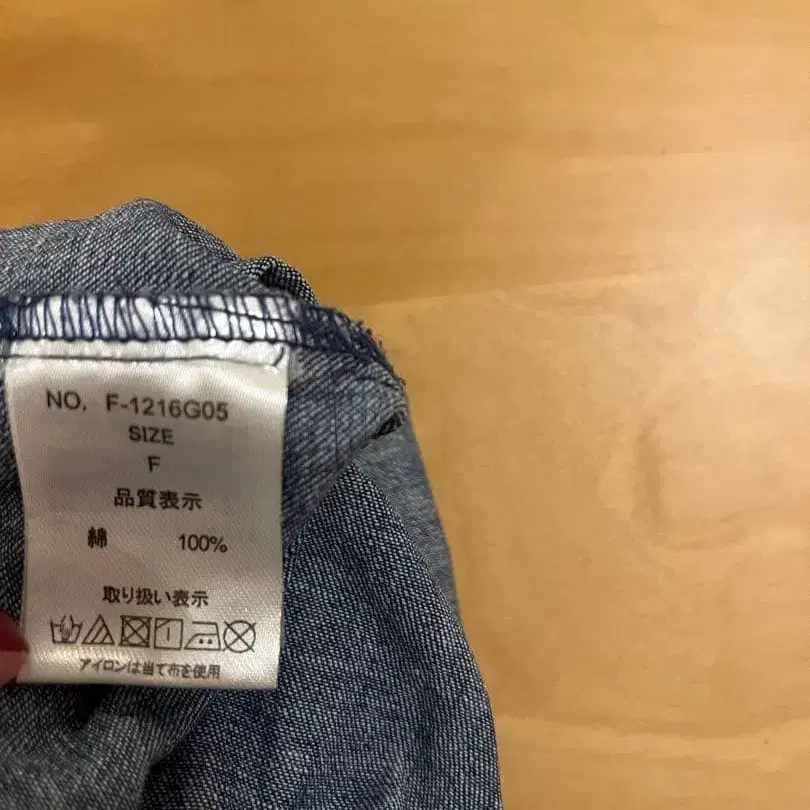 NO. F-1216G05
SIZE
F
品質表示
綿 100%
取り扱い表示
アイロンは当て布を使用